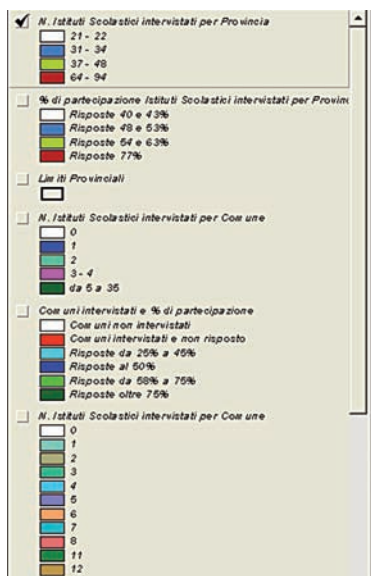 N. Istituti Scolastici intervistati per Provincia
21 - 22
31 - 34
37 - 48
64 - 94
% di partecipazione Istituti Scolastici intervistati per Provinc
Risposte 40 e 43%
Risposte 48 e 53%
Risposte 54 e 63%
Risposte 77%
Limiti Provinciali
N. Istituti Scolastici intervistati per Comune
0
1
2
3 - 4
da 5 a 35
Comuni intervistati e % di partecipazione
Comuni non intervistati
Comuni intervistati e non risposto
Risposte da 25% a 45%
Risposte al 50%
Risposte da 58% a 75%
Risposte oltre 75%
N. Istituti Scolastici intervistati per Comune
0
1
2
3
4
5
6
7
8
11
12